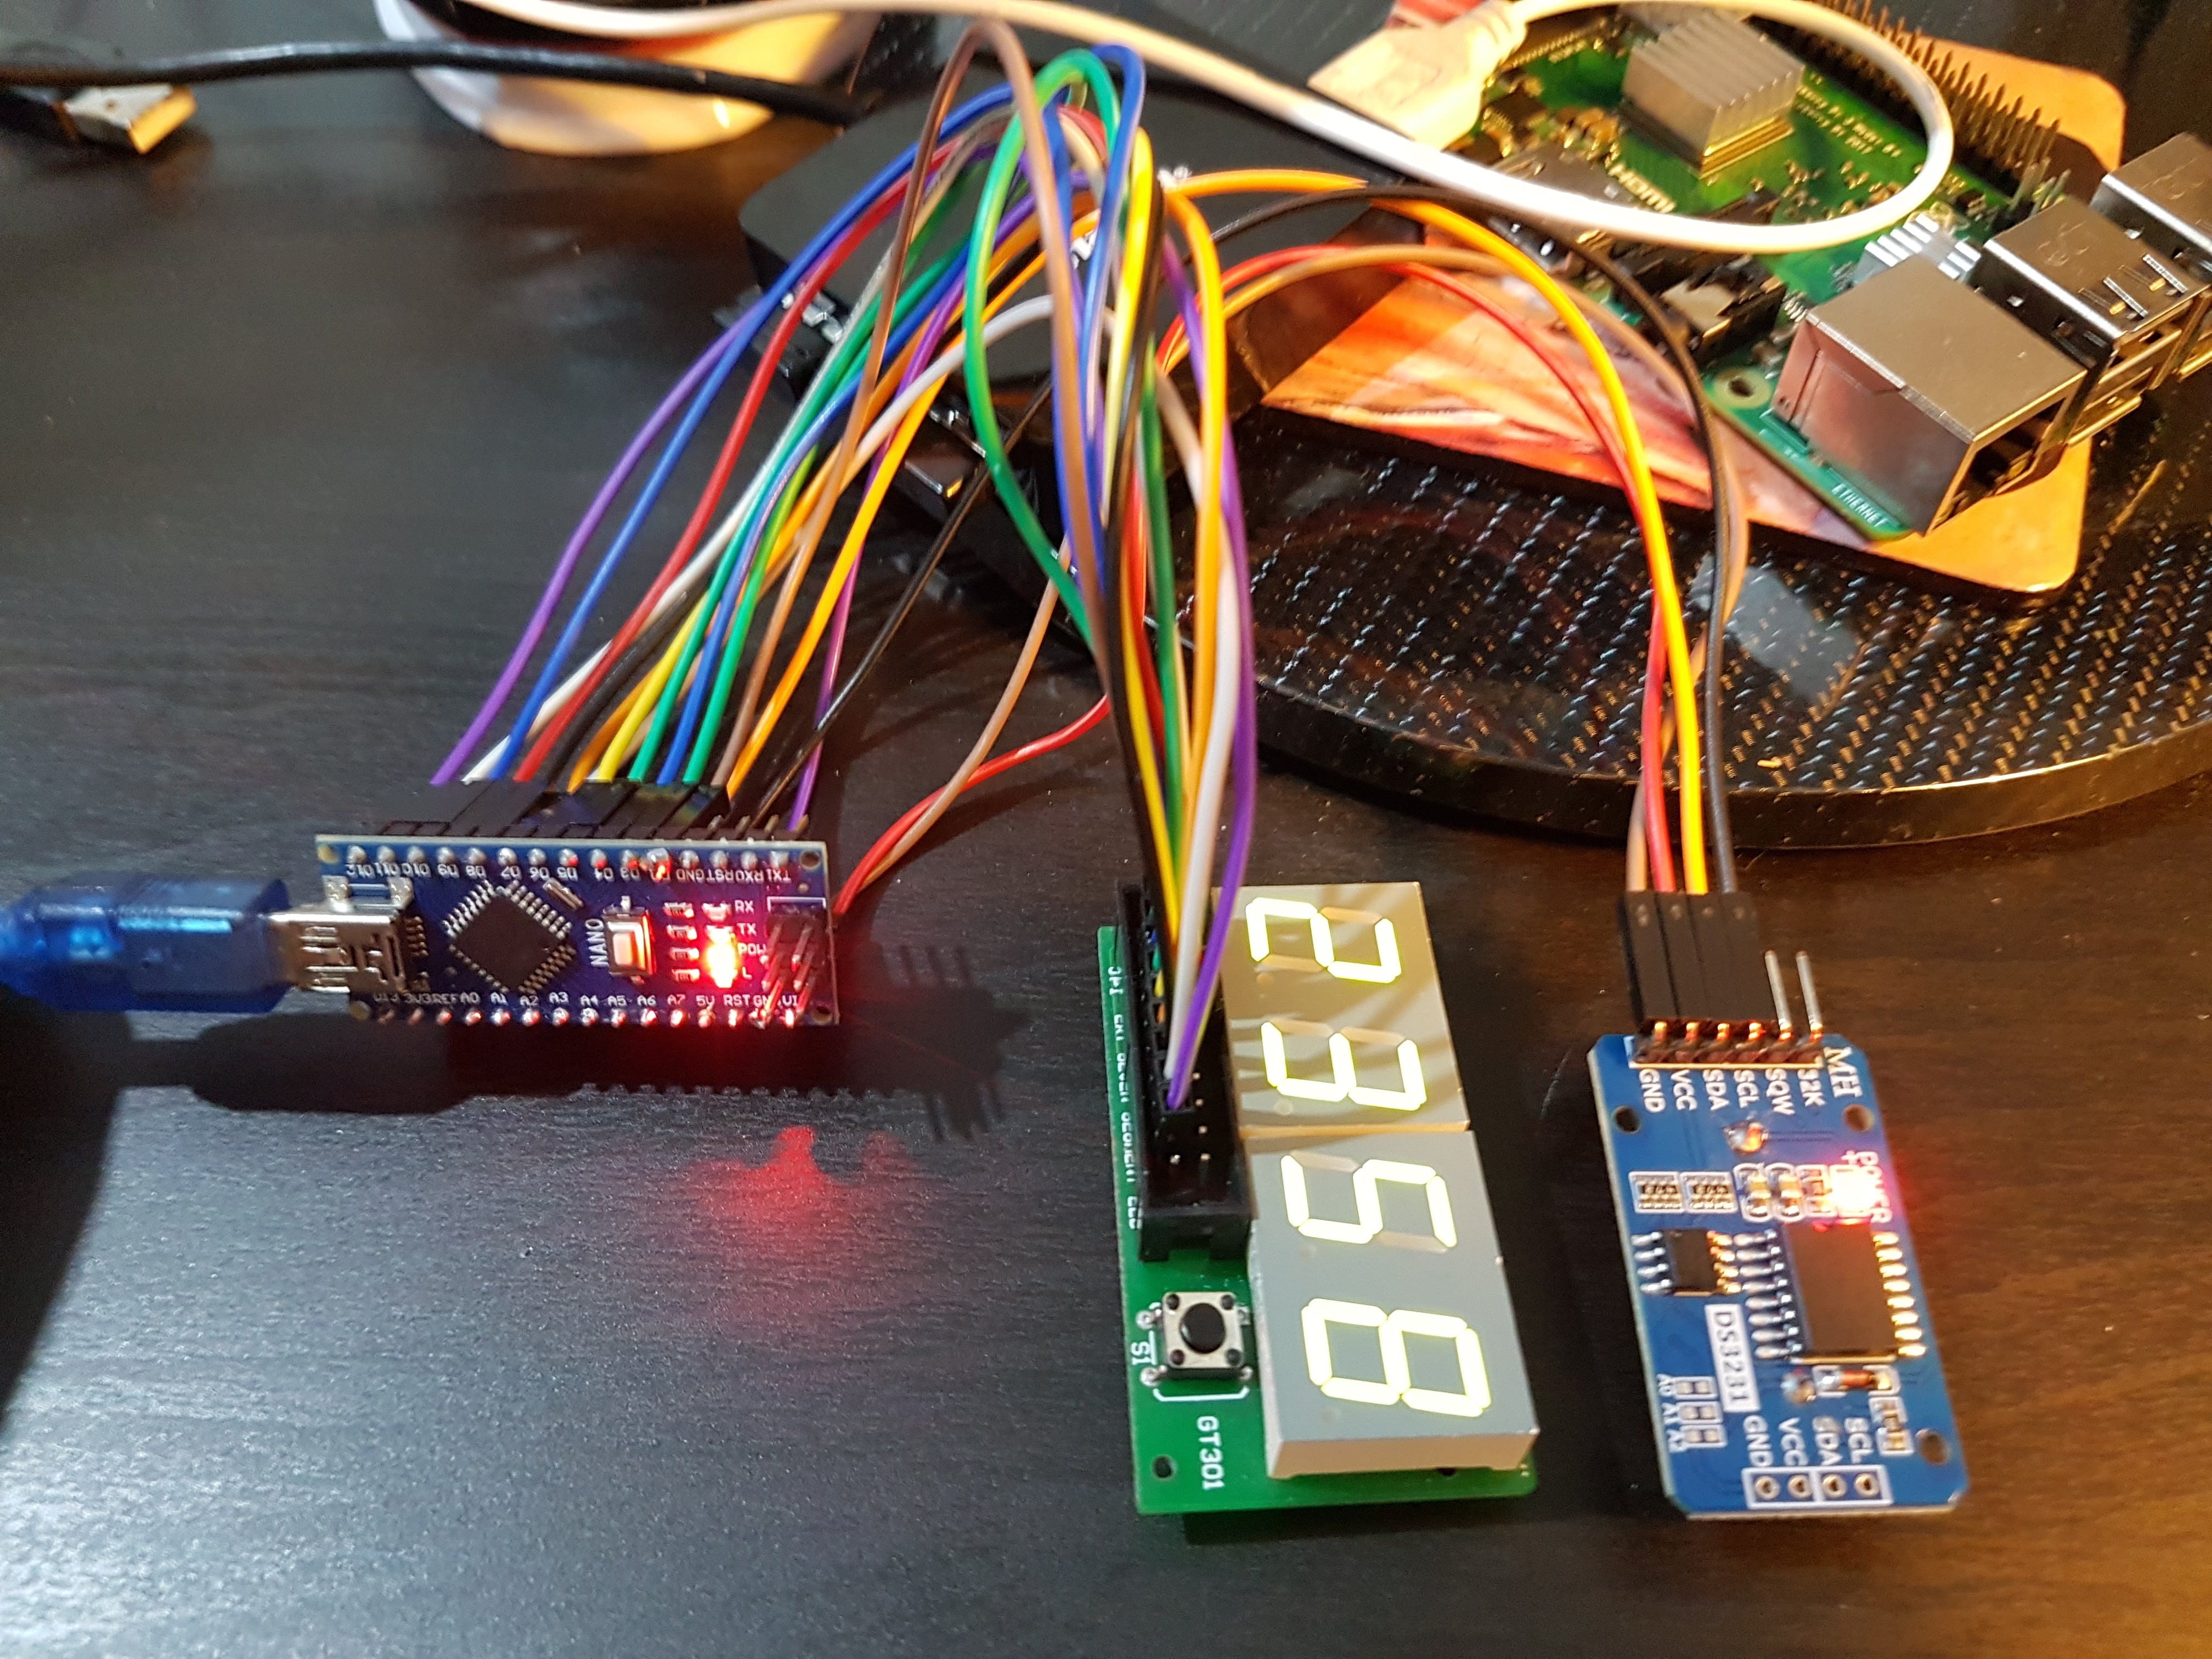 HDMI
ETHERNET
D12 D11 D10 D9 D8 D7 D6 D5 D4 D3 D2 GND RST RX0 TX1
NANO
RX
TX
POW
L
D13 3V3 REF A0 A1 A2 A3 A4 A5 A6 A7 5V RST GND VIN
2358
S1
GT301
MH
GND
VCC
SDA
SCL
SQW
32K
POWER
+
DS3231
A0 A1 A2
GND
VCC
SDA
SCL